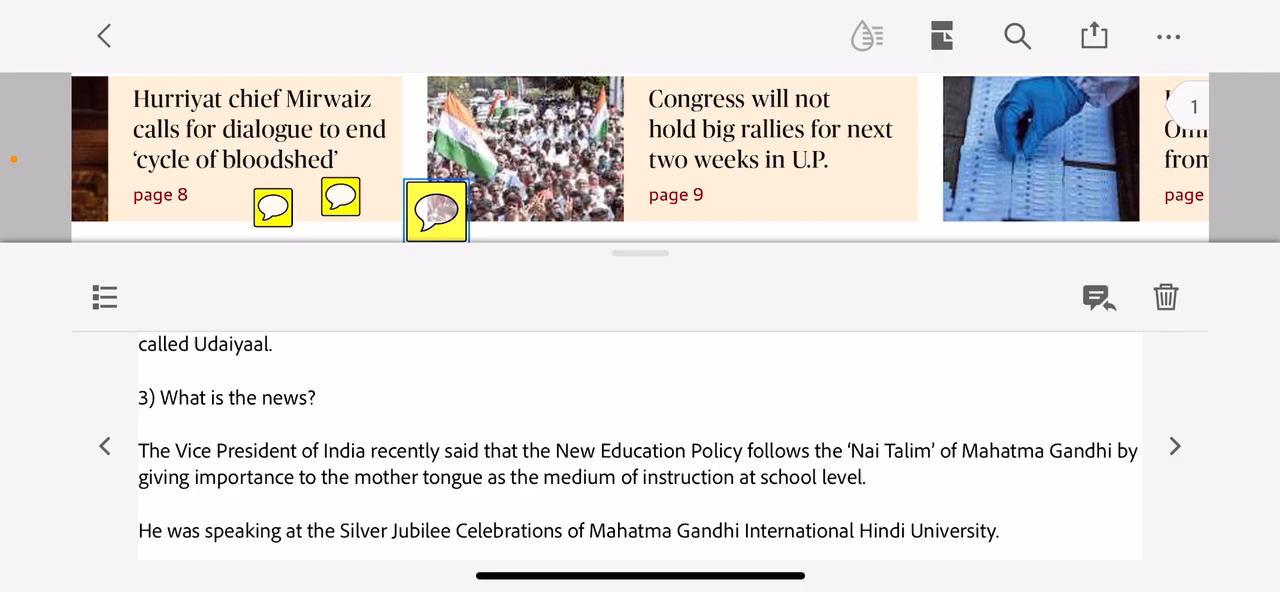 Hurriyat chief Mirwaiz
calls for dialogue to end
‘cycle of bloodshed’
page 8
Congress will not
hold big rallies for next
two weeks in U.P.
page 9
1
from
page
called Udaiyaal.
3) What is the news?
The Vice President of India recently said that the New Education Policy follows the ‘Nai Talim’ of Mahatma Gandhi by
giving importance to the mother tongue as the medium of instruction at school level.
He was speaking at the Silver Jubilee Celebrations of Mahatma Gandhi International Hindi University.